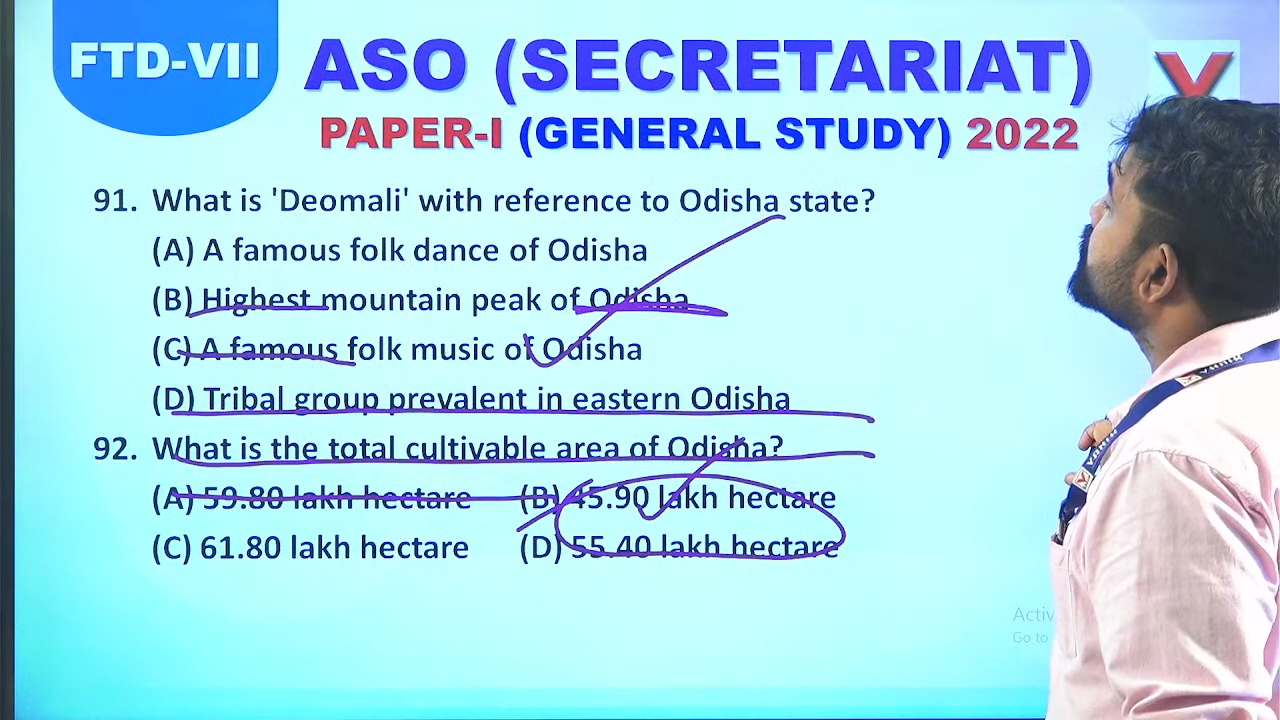 FTD-VII
ASO (SECRETARIAT)
PAPER-I (GENERAL STUDY) 2022
91. What is 'Deomali' with reference to Odisha state?
(A) A famous folk dance of Odisha
(B) Highest mountain peak of Odisha
(C) A famous folk music of Odisha
(D) Tribal group prevalent in eastern Odisha
92. What is the total cultivable area of Odisha?
(A) 59.80 lakh hectare (B) 45.90 lakh hectare
(C) 61.80 lakh hectare (D) 55.40 lakh hectare
Go to